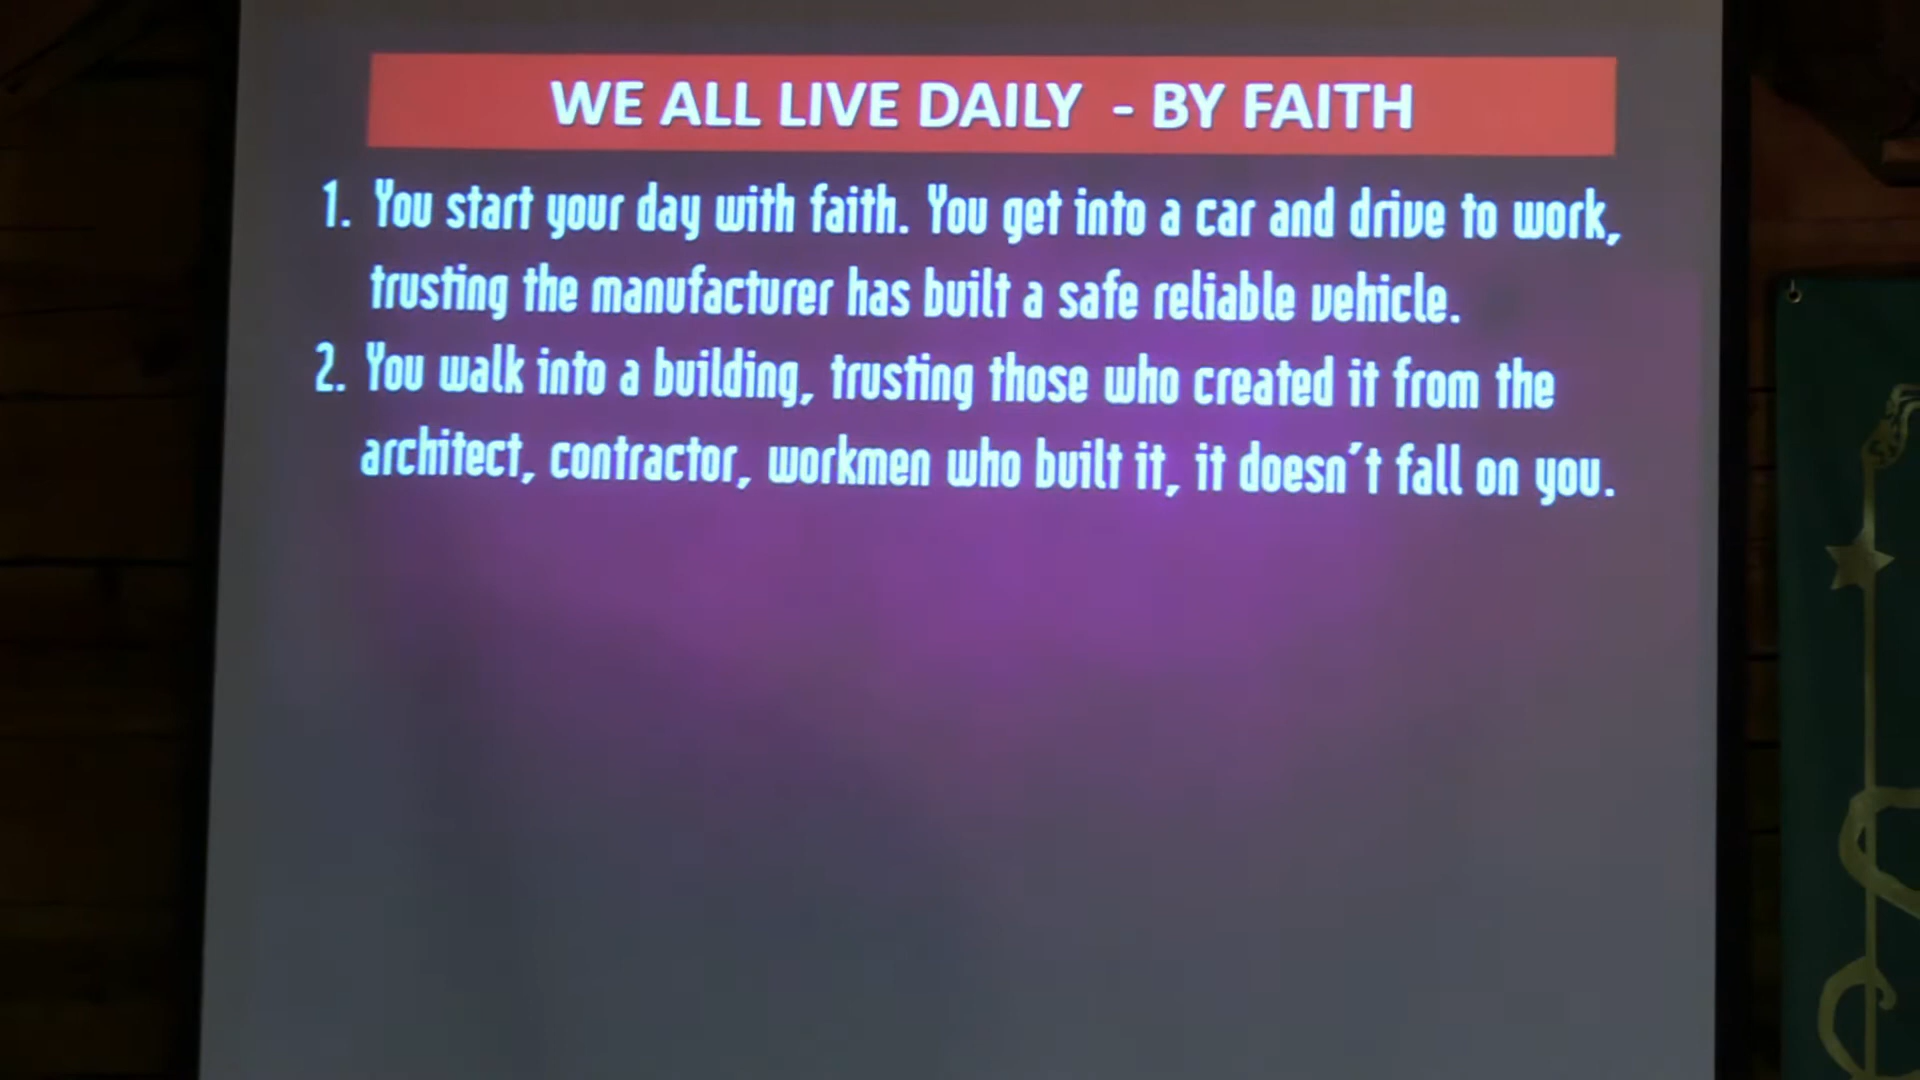 WE ALL LIVE DAILY - BY FAITH
1. You start your day with faith. You get into a car and drive to work,
trusting the manufacturer has built a safe reliable vehicle.
2. You walk into a building, trusting those who created it from the
architect, contractor, workmen who built it, it doesn't fall on you.